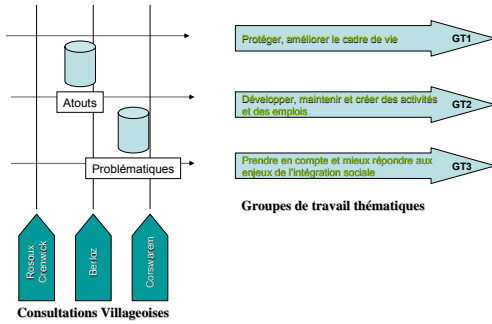 Protéger, améliorer le cadre de vie
GT1
Atouts
Développer, maintenir et créer des activités
et des emplois
GT2
Problématiques
Prendre en compte et mieux répondre aux
enjeux de l'intégration sociale
GT3
Groupes de travail thématiques
Rosoux
Crenwick
Berloz
Corswarem
Consultations Villageoises